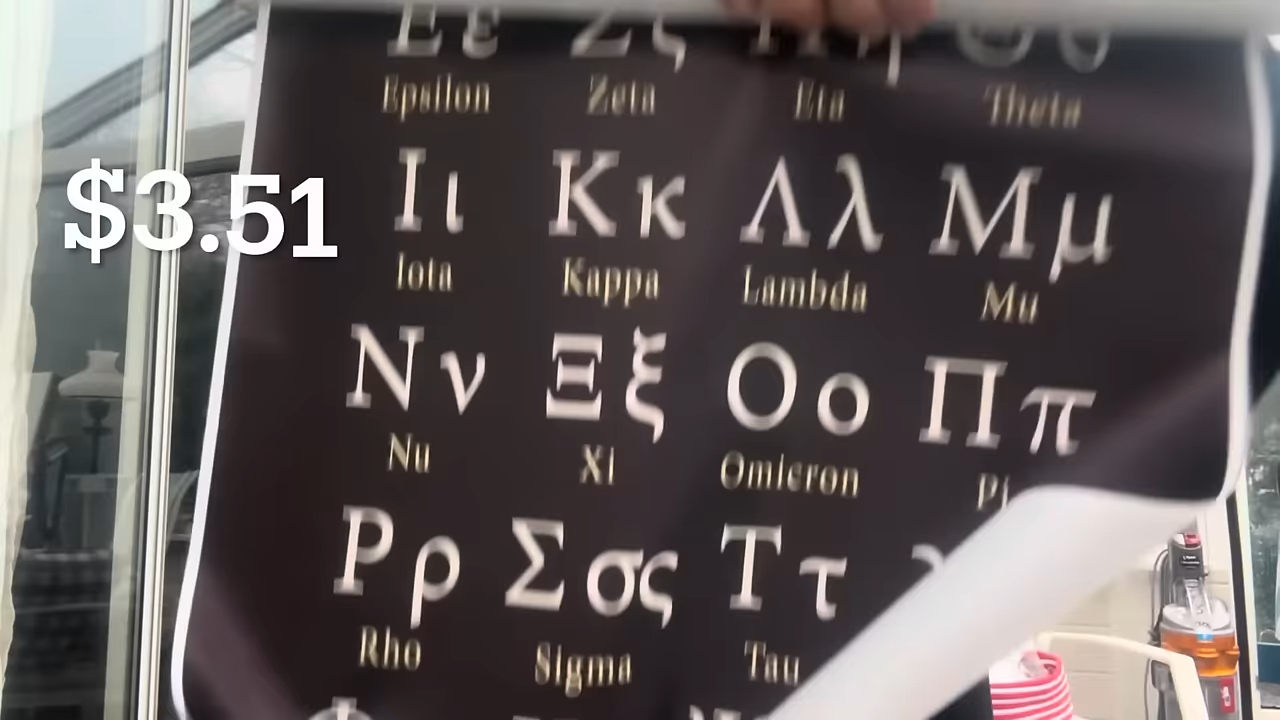 Εε Ζζ Ηη Θθ
Epsilon Zeta Eta Theta
$3.51
Ιι Κκ Λλ Μμ
Iota Kappa Lambda Mu
Νν Ξξ Οο Ππ
Nu Xi Omicron Pi
Ρρ Σσς Ττ
Rho Sigma Tau